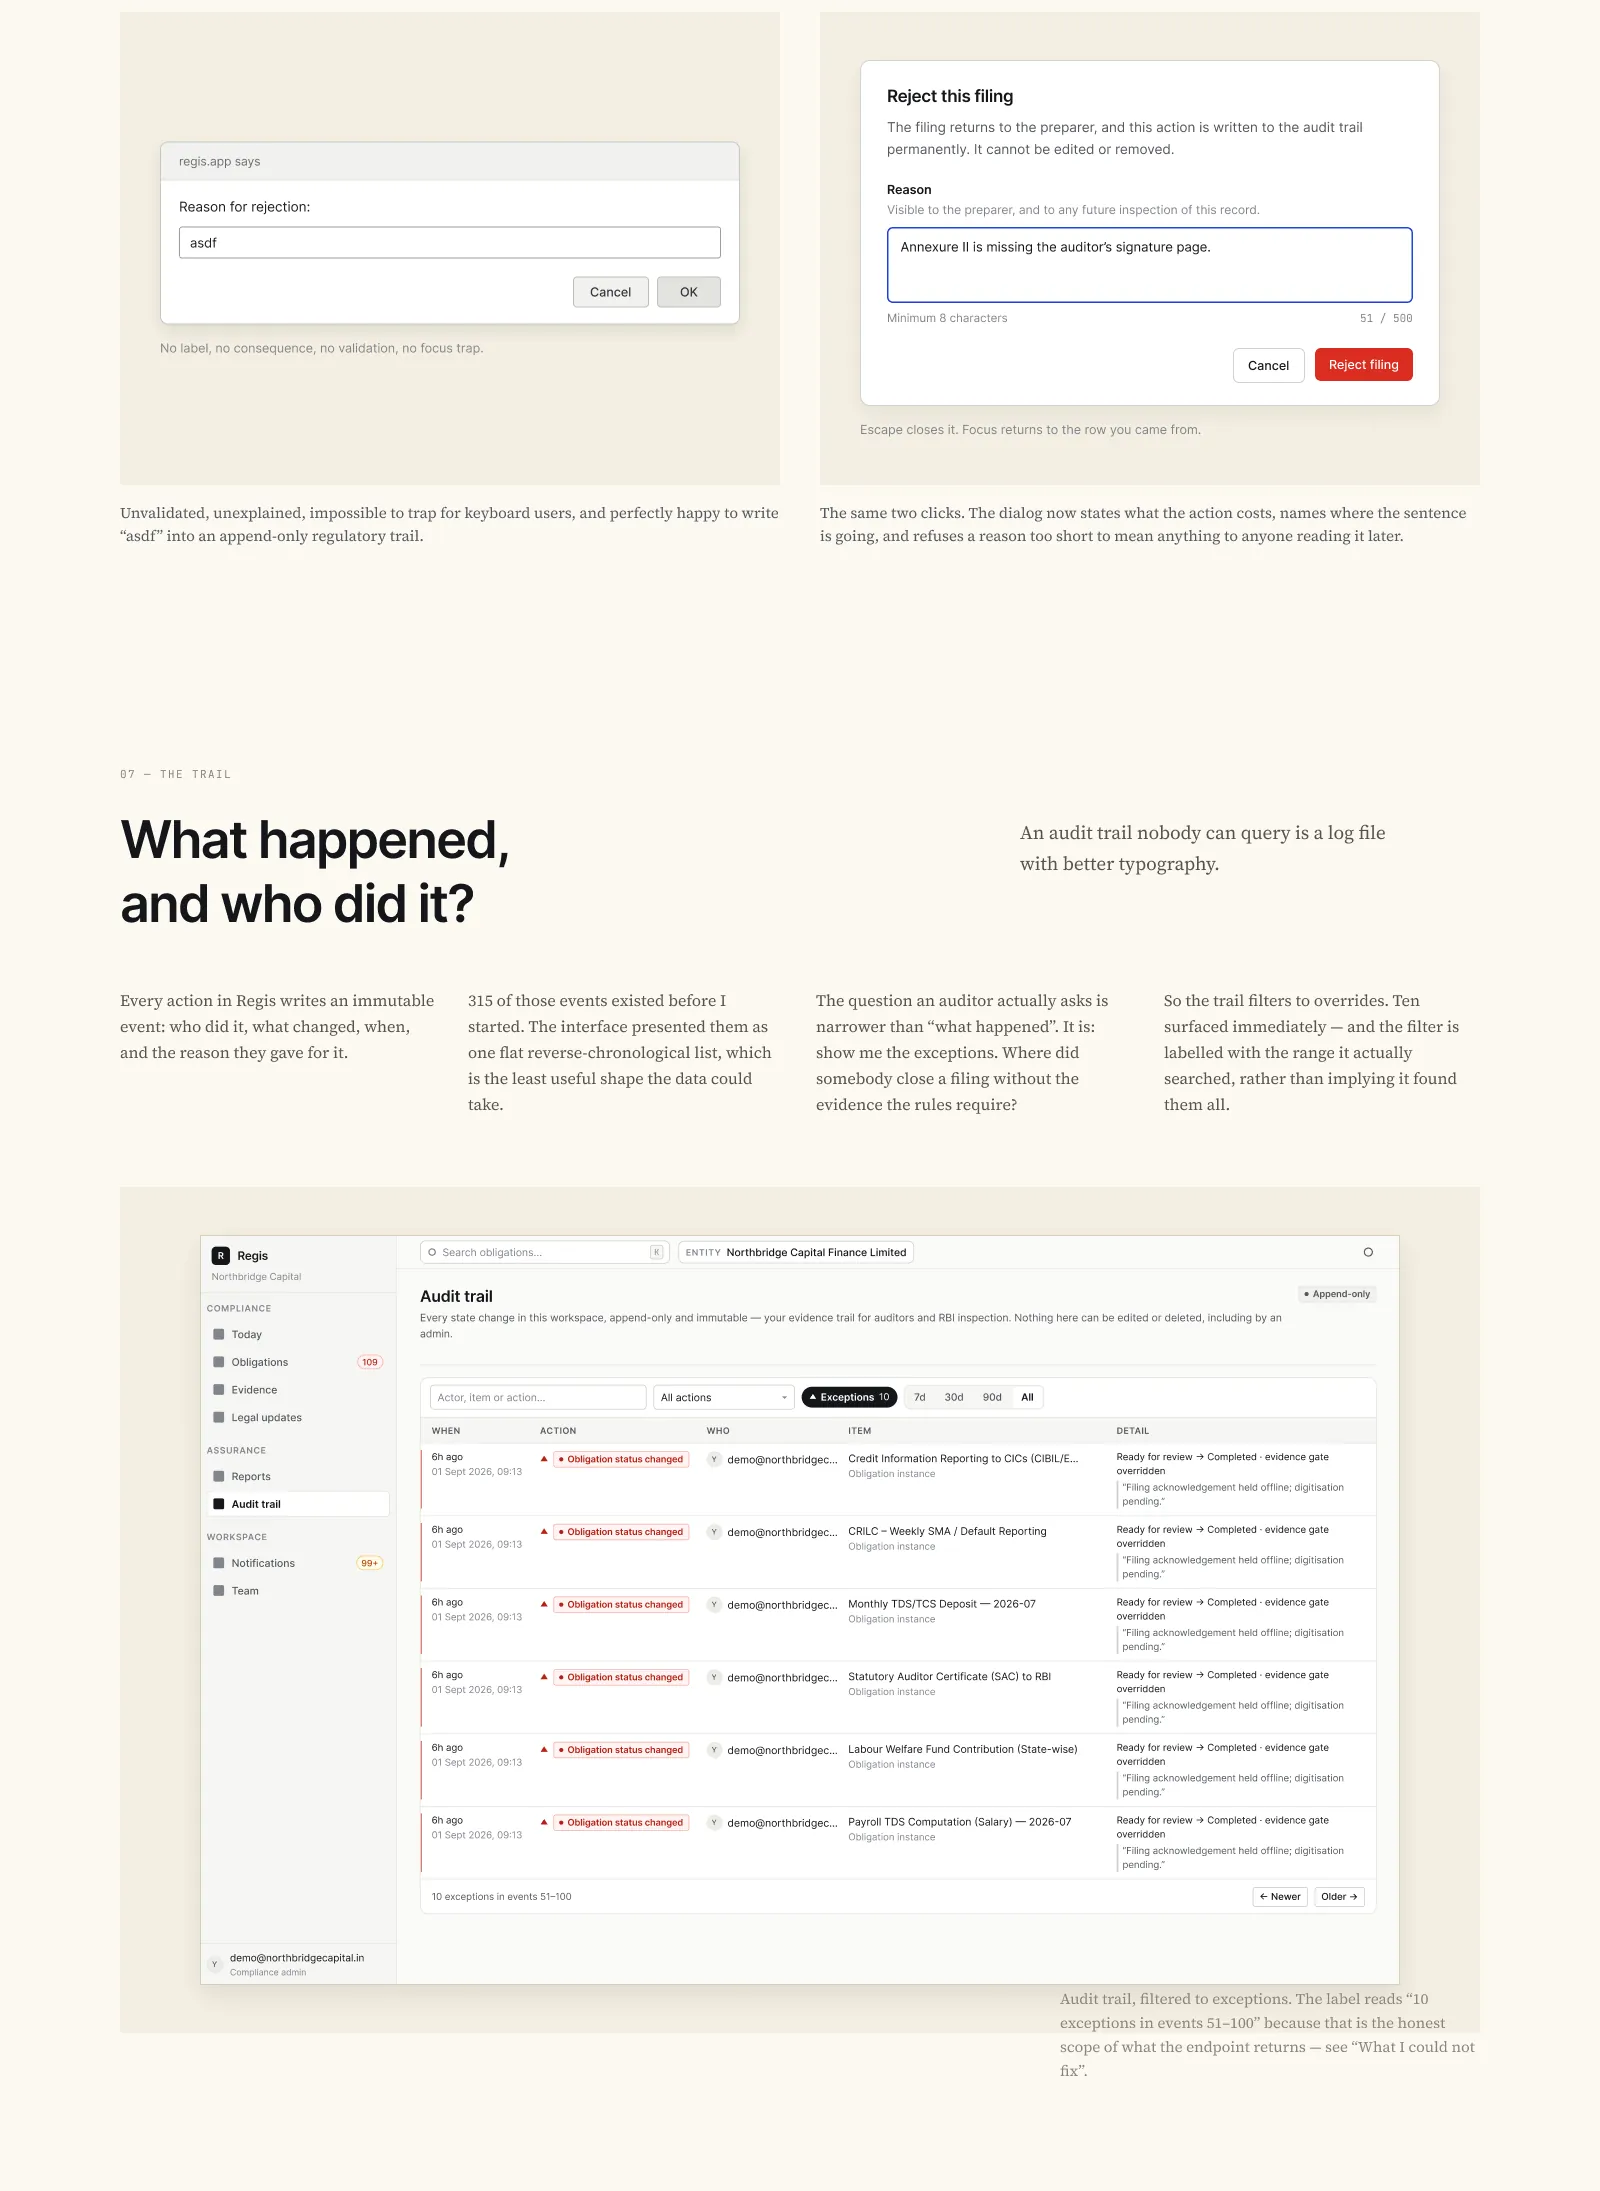 regis.app says
Reason for rejection:
asdf
Cancel
OK
No label, no consequence, no validation, no focus trap.
Unvalidated, unexplained, impossible to trap for keyboard users, and perfectly happy to write
“asdf” into an append-only regulatory trail.
Reject this filing
The filing returns to the preparer, and this action is written to the audit trail
permanently. It cannot be edited or removed.
Reason
Visible to the preparer, and to any future inspection of this record.
Annexure II is missing the auditor’s signature page.
Minimum 8 characters
51 / 500
Cancel
Reject filing
Escape closes it. Focus returns to the row you came from.
The same two clicks. The dialog now states what the action costs, names where the sentence
is going, and refuses a reason too short to mean anything to anyone reading it later.
07 — THE TRAIL
What happened,
and who did it?
An audit trail nobody can query is a log file
with better typography.
Every action in Regis writes an immutable
event: who did it, what changed, when,
and the reason they gave for it.
315 of those events existed before I
started. The interface presented them as
one flat reverse-chronological list, which
is the least useful shape the data could
take.
The question an auditor actually asks is
narrower than “what happened”. It is:
show me the exceptions. Where did
somebody close a filing without the
evidence the rules require?
So the trail filters to overrides. Ten
surfaced immediately — and the filter is
labelled with the range it actually
searched, rather than implying it found
them all.
R
Regis
Northbridge Capital
COMPLIANCE
Today
Obligations
109
Evidence
Legal updates
ASSURANCE
Reports
Audit trail
WORKSPACE
Notifications
99+
Team
Y
demo@northbridgecapital.in
Compliance admin
Search obligations...
K
ENTITY Northbridge Capital Finance Limited
Audit trail
Append-only
Every state change in this workspace, append-only and immutable — your evidence trail for auditors and RBI inspection. Nothing here can be edited or deleted, including by an
admin.
Actor, item or action...
All actions
Exceptions 10
7d
30d
90d
All
WHEN
ACTION
WHO
ITEM
DETAIL
6h ago
01 Sept 2026, 09:13
Obligation status changed
Y
demo@northbridgec...
Credit Information Reporting to CICs (CIBIL/E...
Obligation instance
Ready for review → Completed · evidence gate
overridden
“Filing acknowledgement held offline; digitisation
pending.”
6h ago
01 Sept 2026, 09:13
Obligation status changed
Y
demo@northbridgec...
CRILC – Weekly SMA / Default Reporting
Obligation instance
Ready for review → Completed · evidence gate
overridden
“Filing acknowledgement held offline; digitisation
pending.”
6h ago
01 Sept 2026, 09:13
Obligation status changed
Y
demo@northbridgec...
Monthly TDS/TCS Deposit — 2026-07
Obligation instance
Ready for review → Completed · evidence gate
overridden
“Filing acknowledgement held offline; digitisation
pending.”
6h ago
01 Sept 2026, 09:13
Obligation status changed
Y
demo@northbridgec...
Statutory Auditor Certificate (SAC) to RBI
Obligation instance
Ready for review → Completed · evidence gate
overridden
“Filing acknowledgement held offline; digitisation
pending.”
6h ago
01 Sept 2026, 09:13
Obligation status changed
Y
demo@northbridgec...
Labour Welfare Fund Contribution (State-wise)
Obligation instance
Ready for review → Completed · evidence gate
overridden
“Filing acknowledgement held offline; digitisation
pending.”
6h ago
01 Sept 2026, 09:13
Obligation status changed
Y
demo@northbridgec...
Payroll TDS Computation (Salary) — 2026-07
Obligation instance
Ready for review → Completed · evidence gate
overridden
“Filing acknowledgement held offline; digitisation
pending.”
10 exceptions in events 51–100
← Newer
Older →
Audit trail, filtered to exceptions. The label reads “10
exceptions in events 51–100” because that is the honest
scope of what the endpoint returns — see “What I could not
fix”.